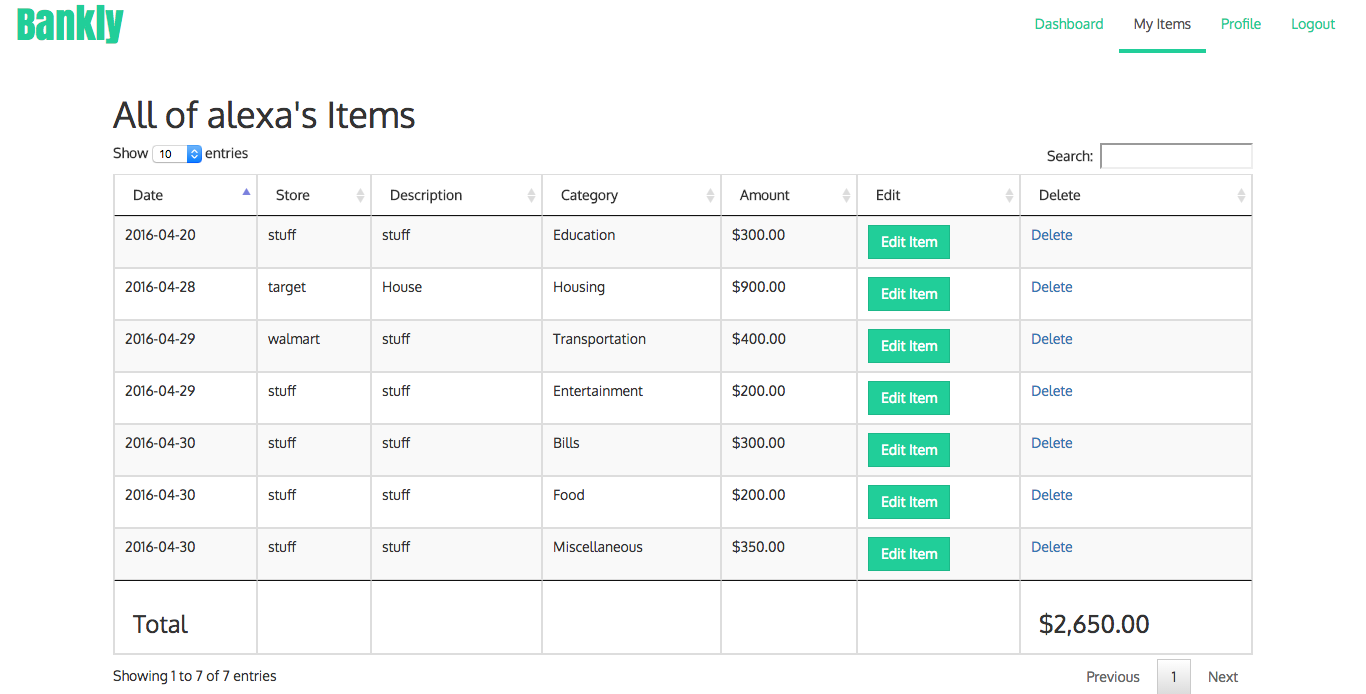 Bankly
Dashboard My Items Profile Logout
All of alexa's Items
Show 10 entries Search:
Date Store Description Category Amount Edit Delete
2016-04-20 stuff stuff Education $300.00 Edit Item Delete
2016-04-28 target House Housing $900.00 Edit Item Delete
2016-04-29 walmart stuff Transportation $400.00 Edit Item Delete
2016-04-29 stuff stuff Entertainment $200.00 Edit Item Delete
2016-04-30 stuff stuff Bills $300.00 Edit Item Delete
2016-04-30 stuff stuff Food $200.00 Edit Item Delete
2016-04-30 stuff stuff Miscellaneous $350.00 Edit Item Delete
Total $2,650.00
Showing 1 to 7 of 7 entries Previous 1 Next